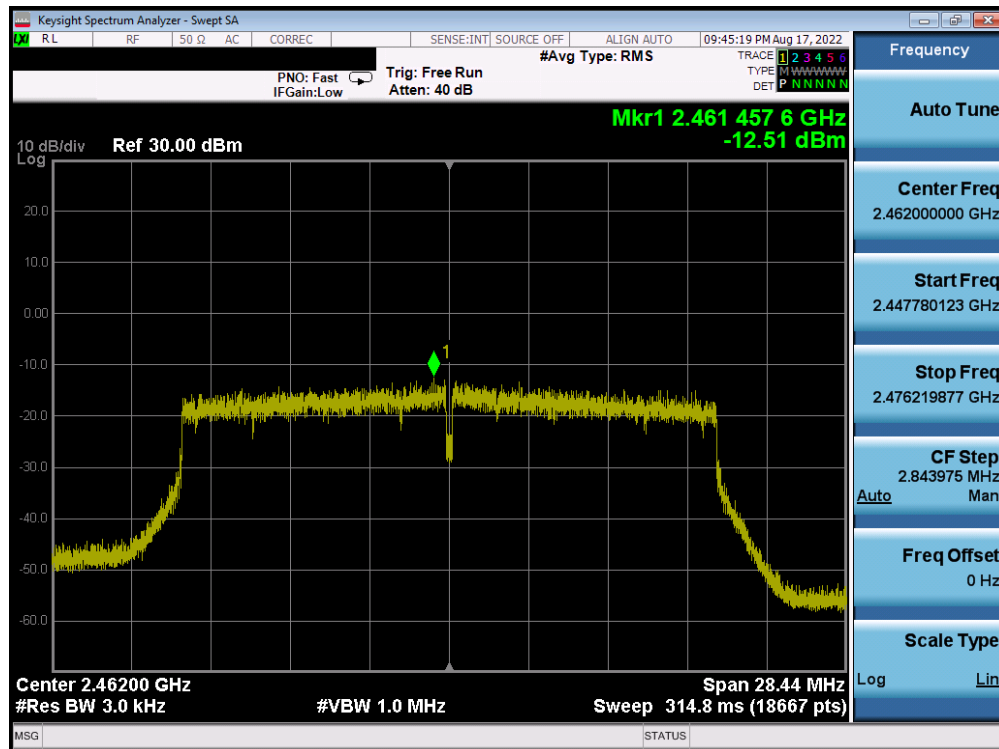 Keysight Spectrum Analyzer - Swept SA
LXI RL RF 50 Ω AC CORREC SENSE:INT SOURCE OFF ALIGN AUTO 09:45:19 PM Aug 17, 2022
#Avg Type: RMS
TRACE 1 2 3 4 5 6
PNO: Fast Trig: Free Run
TYPE M WWWWW
IFGain:Low Atten: 40 dB
DET P N N N N N
Mkr1 2.461 457 6 GHz
-12.51 dBm
10 dB/div Ref 30.00 dBm
Log
20.0
10.0
0.00
1
-10.0
-20.0
-30.0
-40.0
-50.0
-60.0
Center 2.46200 GHz Span 28.44 MHz
#Res BW 3.0 kHz #VBW 1.0 MHz Sweep 314.8 ms (18667 pts)
MSG STATUS
Frequency
Auto Tune
Center Freq
2.462000000 GHz
Start Freq
2.447780123 GHz
Stop Freq
2.476219877 GHz
CF Step
2.843975 MHz
Auto Man
Freq Offset
0 Hz
Scale Type
Log Lin